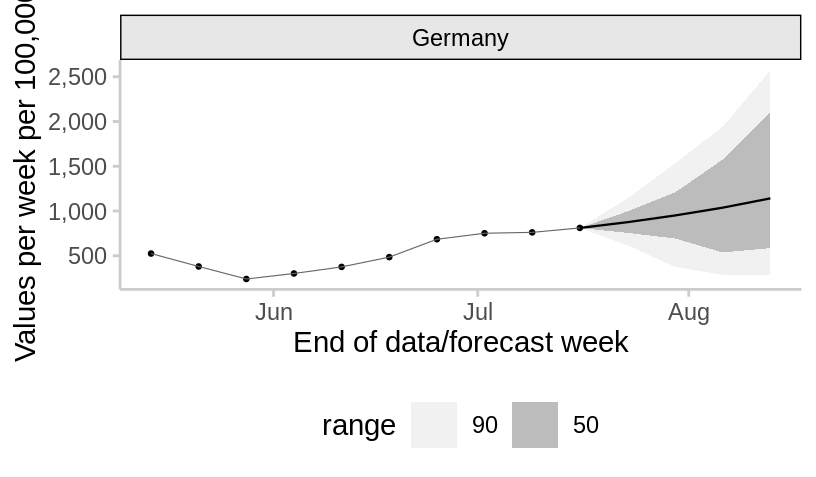 Germany
Values per week per 100,000
2,500
2,000
1,500
1,000
500
Jun Jul Aug
End of data/forecast week
range 90 50